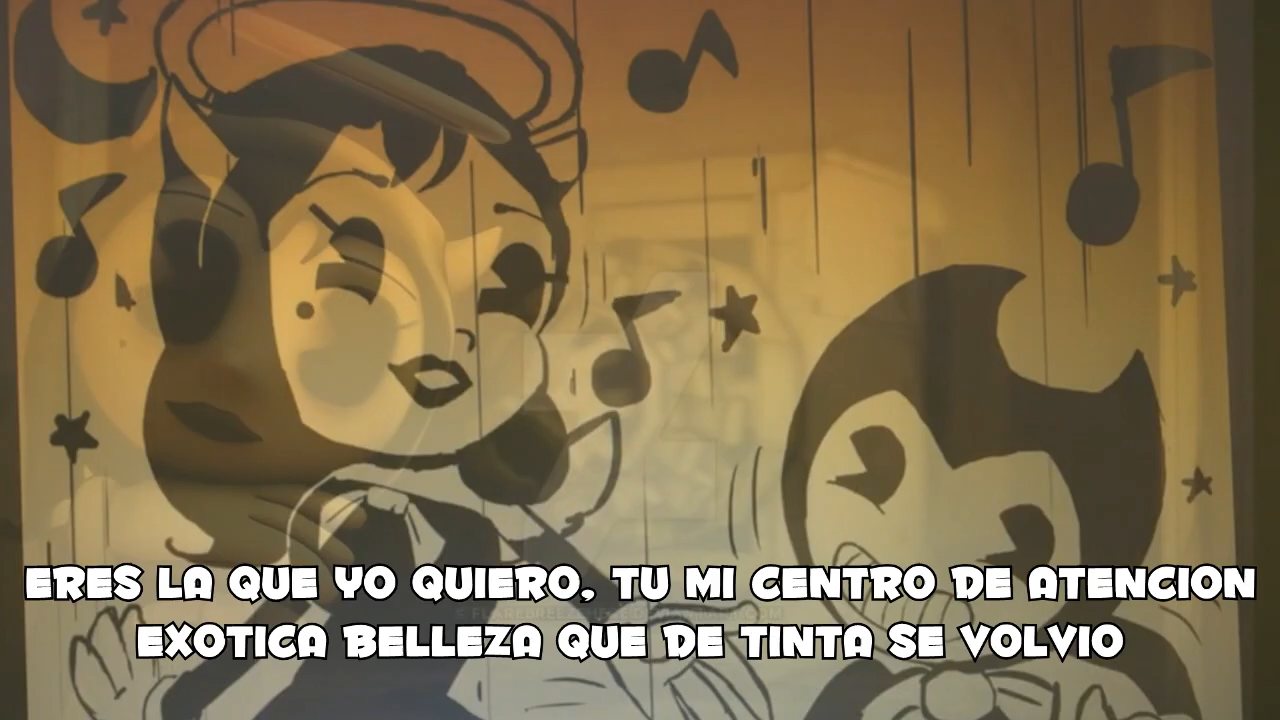 ERES LA QUE YO QUIERO, TU MI CENTRO DE ATENCION
EXOTICA BELLEZA QUE DE TINTA SE VOLVIO